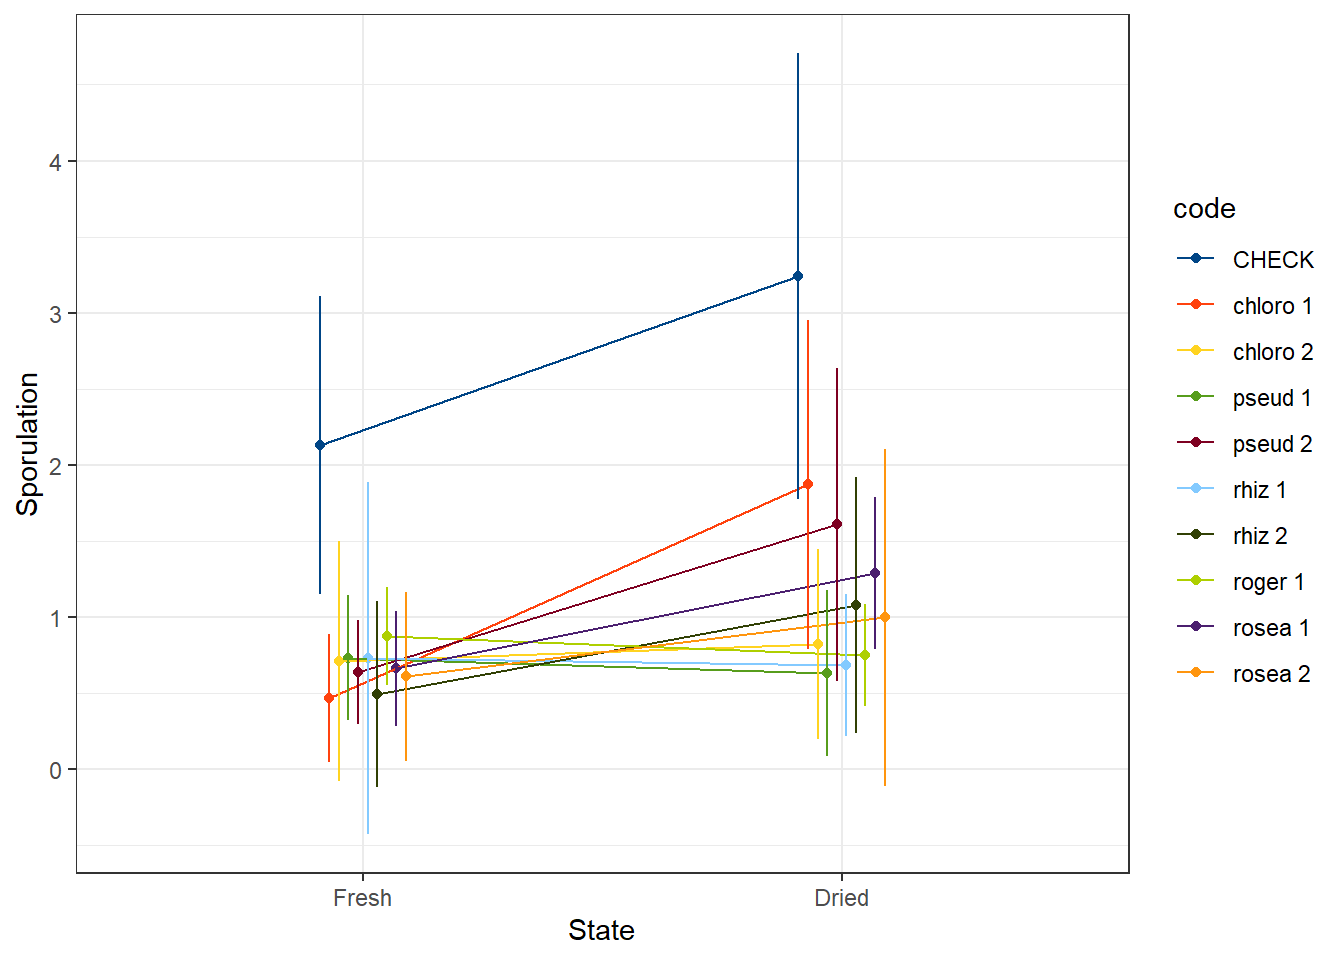 4
3
2
1
0
Sporulation
Fresh
Dried
State
code
CHECK
chloro 1
chloro 2
pseud 1
pseud 2
rhiz 1
rhiz 2
roger 1
rosea 1
rosea 2